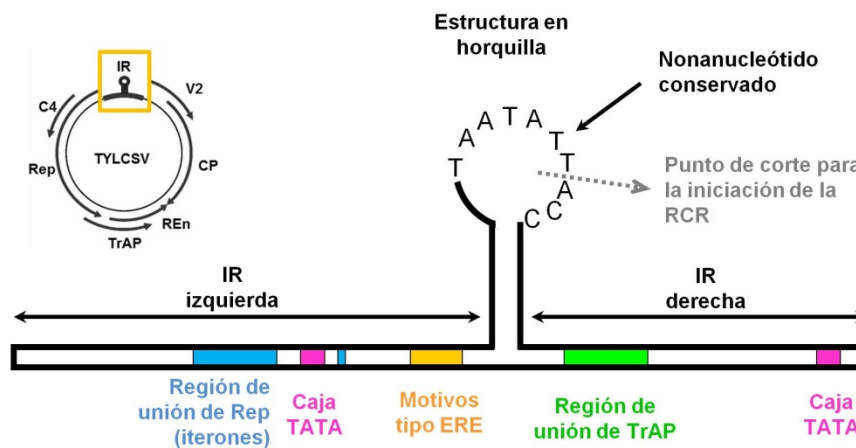 Estructura en
horquilla
Nonanucleótido
conservado
T A A T A T T A C C
Punto de corte para
la iniciación de la
RCR
IR
C4
V2
TYLCSV
Rep
CP
REn
TrAP
IR
izquierda
IR
derecha
Región de
unión de Rep
(iterones)
Caja
TATA
Motivos
tipo ERE
Región de
unión de TrAP
Caja
TATA